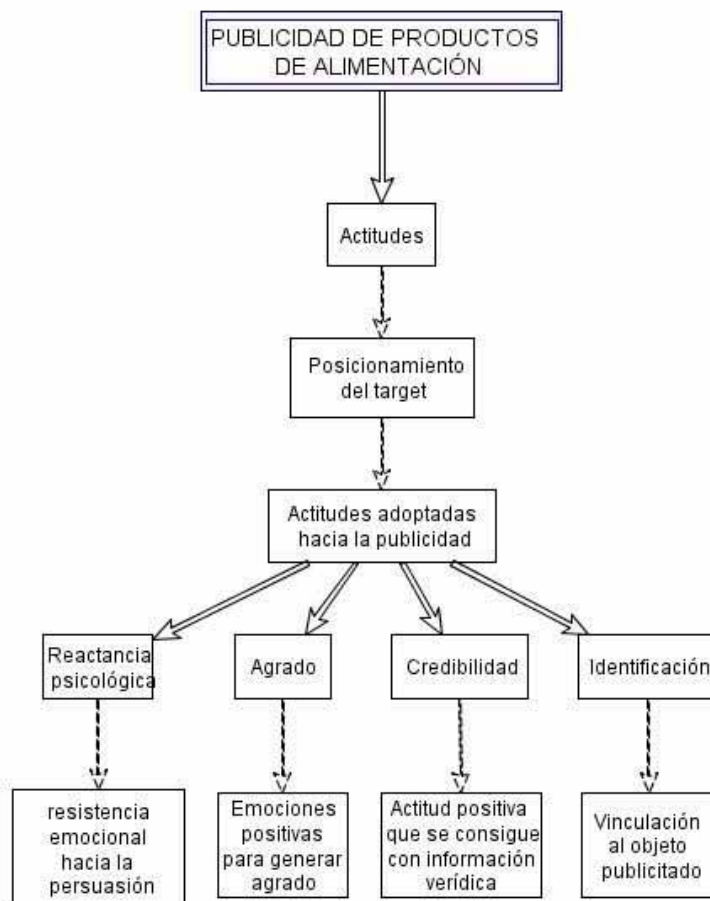 PUBLICIDAD DE PRODUCTOS
DE ALIMENTACIÓN
Actitudes
Posicionamiento
del target
Actitudes adoptadas
hacia la publicidad
Reactancia
psicológica
Agrado
Credibilidad
Identificación
resistencia
emocional
hacia la
persuasión
Emociones
positivas
para generar
agrado
Actitud positiva
que se consigue
con información
verídica
Vinculación
al objeto
publicitado